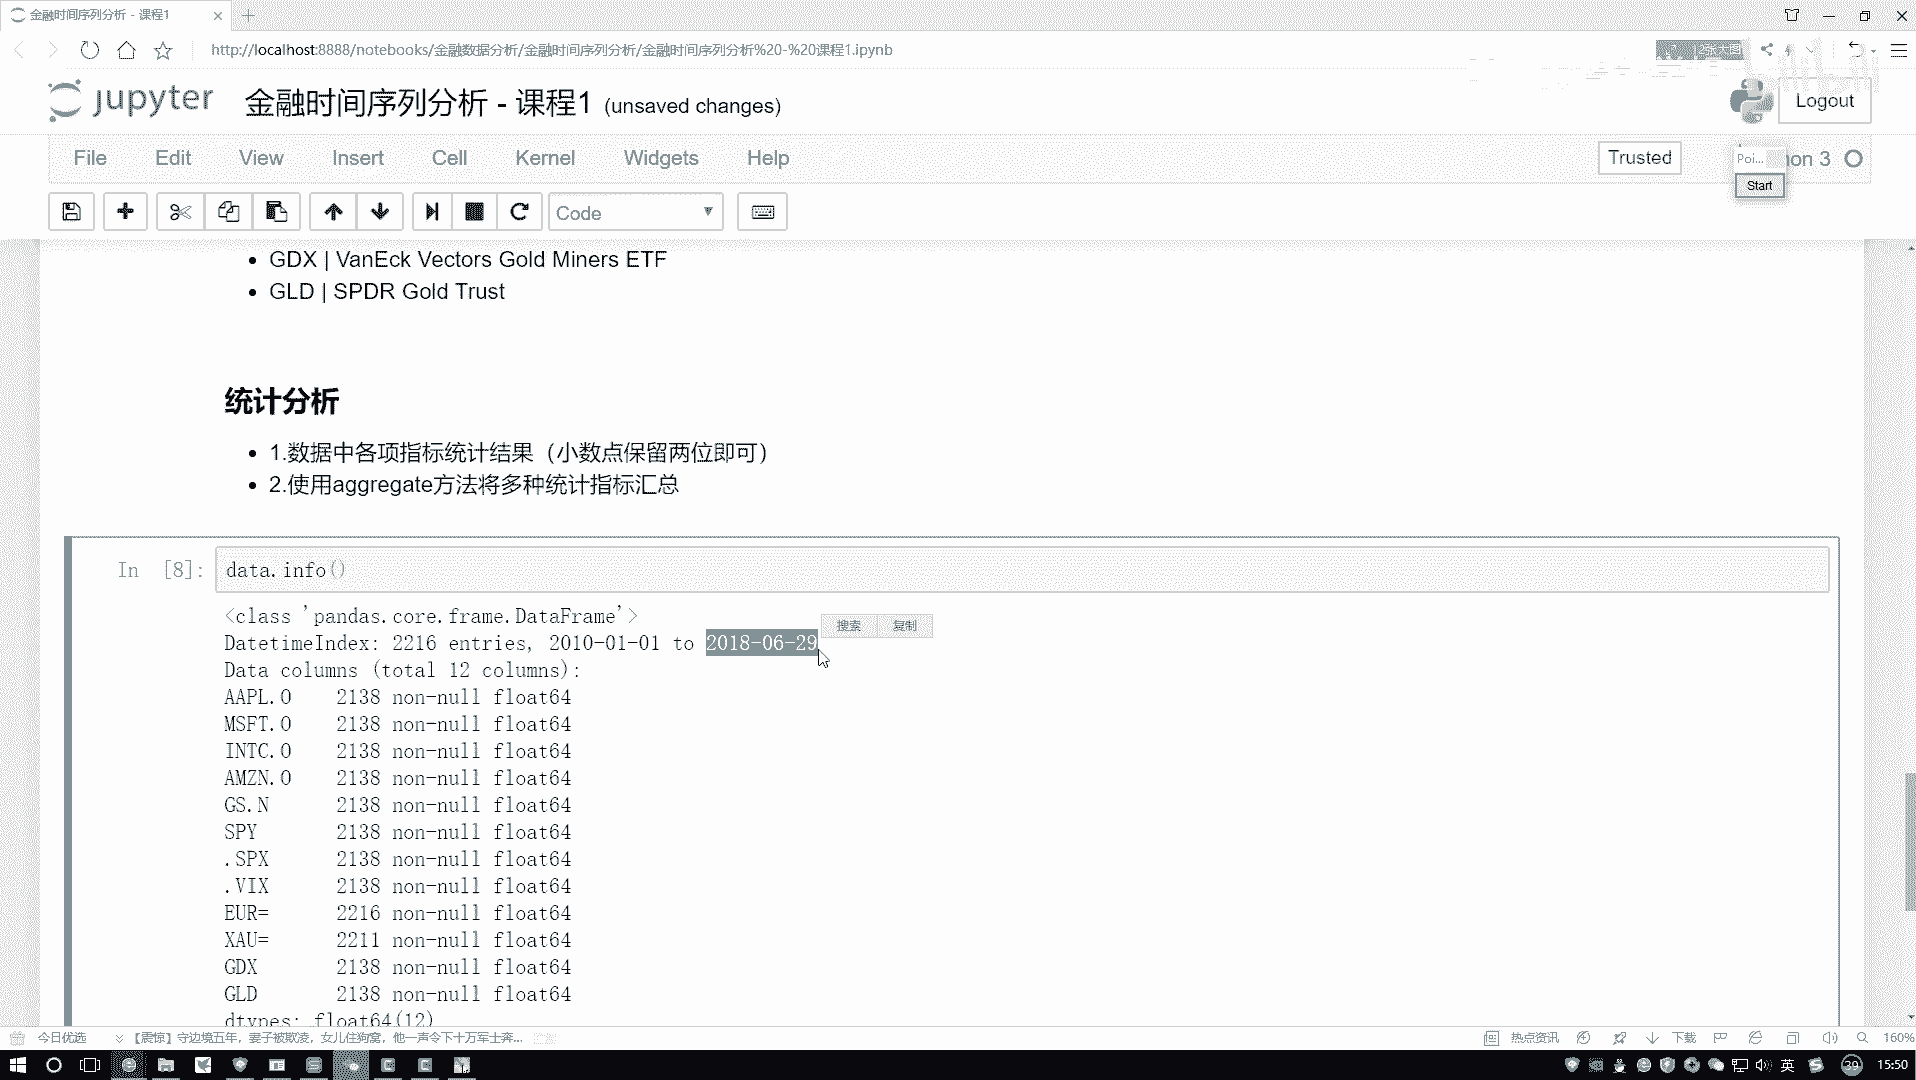 金融时间序列分析 - 课程1
http://localhost:8888/notebooks/金融数据分析/金融时间序列分析/金融时间序列分析%20-%20课程1.ipynb
12张大图
jupyter 金融时间序列分析 - 课程1 (unsaved changes)
Logout
File Edit View Insert Cell Kernel Widgets Help
Trusted
Poi...
hon 3
Start
Code
GDX | VanEck Vectors Gold Miners ETF
GLD | SPDR Gold Trust
统计分析
1.数据中各项指标统计结果（小数点保留两位即可）
2.使用aggregate方法将多种统计指标汇总
In [8]: data.info()
<class 'pandas.core.frame.DataFrame'>
DatetimeIndex: 2216 entries, 2010-01-01 to 2018-06-29
搜索 复制
Data columns (total 12 columns):
AAPL.O 2138 non-null float64
MSFT.O 2138 non-null float64
INTC.O 2138 non-null float64
AMZN.O 2138 non-null float64
GS.N 2138 non-null float64
SPY 2138 non-null float64
.SPX 2138 non-null float64
.VIX 2138 non-null float64
EUR= 2216 non-null float64
XAU= 2211 non-null float64
GDX 2138 non-null float64
GLD 2138 non-null float64
dtypes: float64(12)
今日优选 【震惊】守边境五年，妻子被欺凌，女儿住狗窝，他一声令下十万军士奔...
热点资讯 下载 160%
英 39 15:50